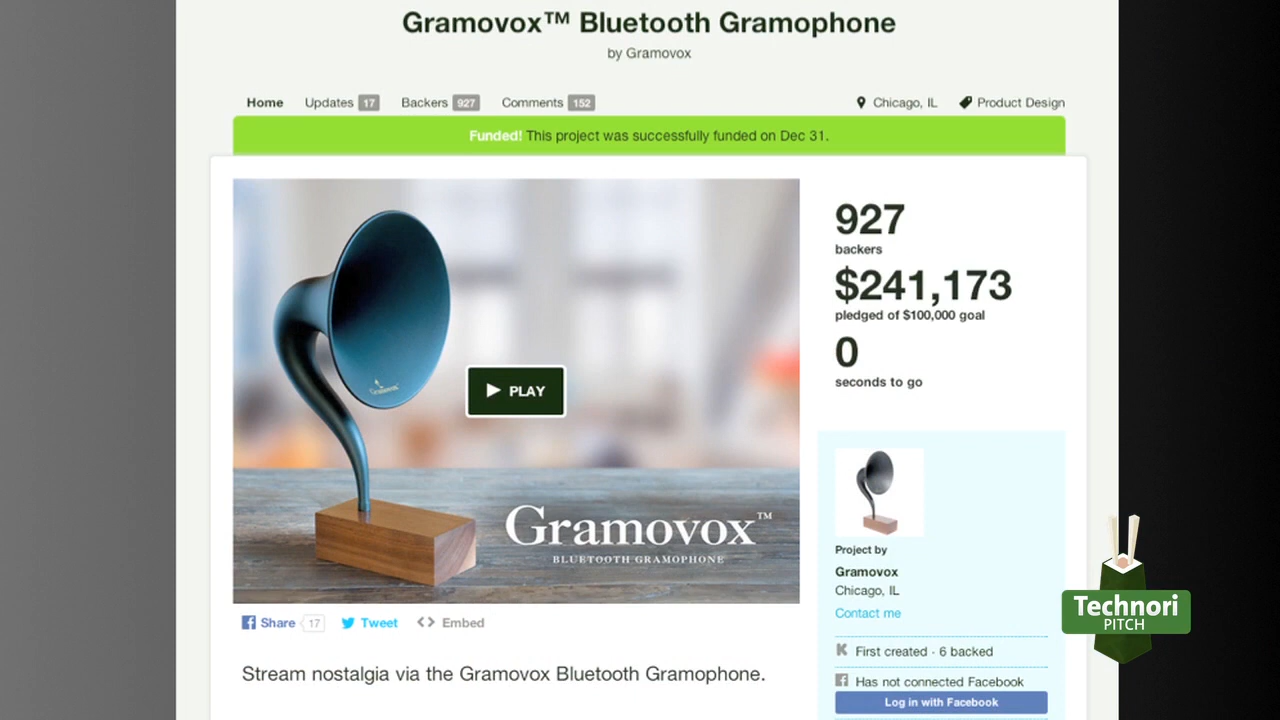 Gramovox™ Bluetooth Gramophone
by Gramovox
Home Updates 17 Backers 927 Comments 152 Chicago, IL Product Design
Funded! This project was successfully funded on Dec 31.
927
backers
$241,173
pledged of $100,000 goal
0
seconds to go
Gramovox
PLAY
Gramovox™
BLUETOOTH GRAMOPHONE
Project by
Gramovox
Chicago, IL
Contact me
First created · 6 backed
Has not connected Facebook
Log in with Facebook
Share 17 Tweet Embed
Stream nostalgia via the Gramovox Bluetooth Gramophone.
Technori
PITCH